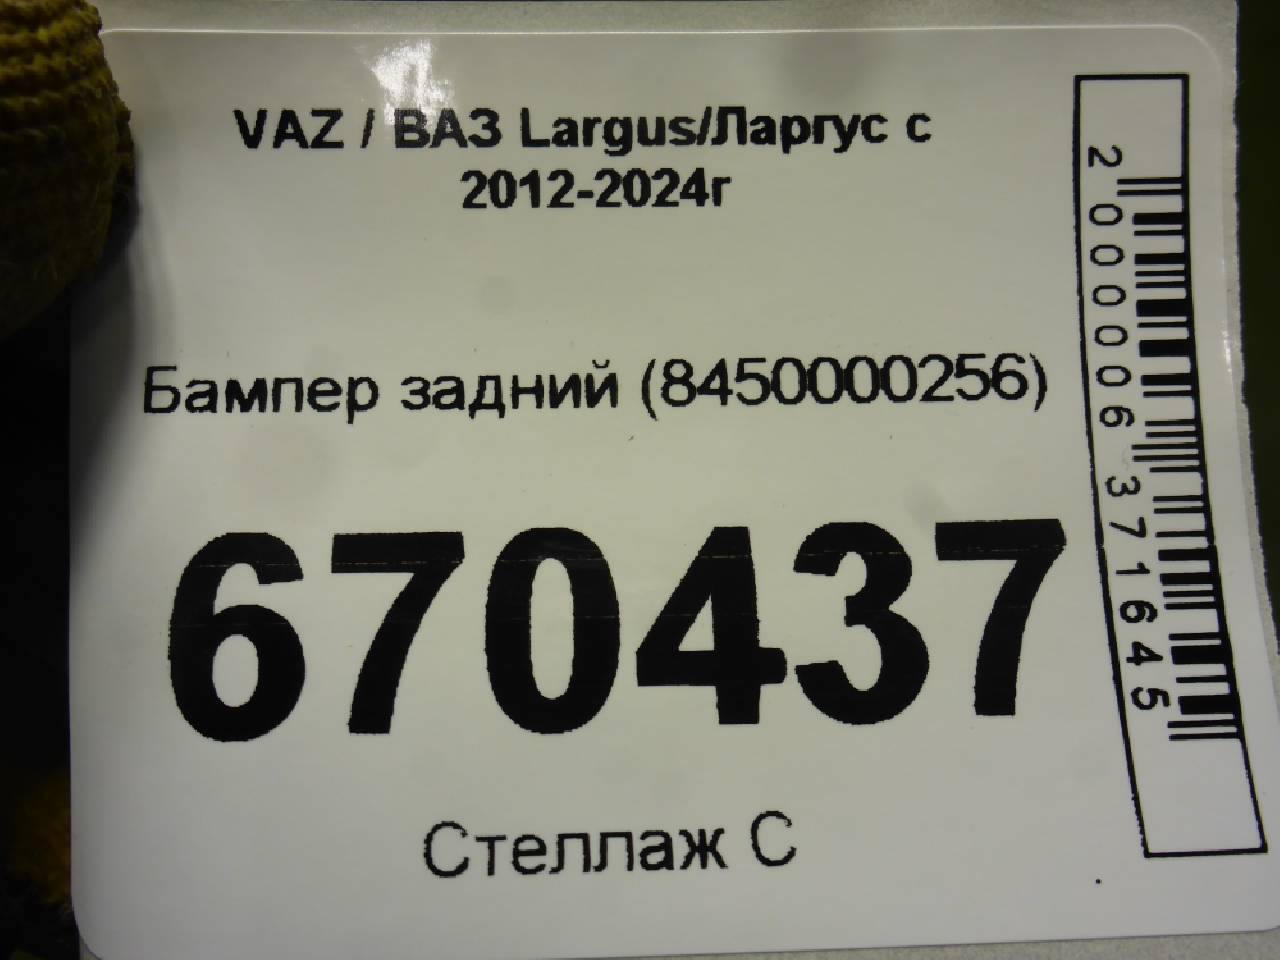 VAZ / ВАЗ Largus/Ларгус с
2012-2024г
Бампер задний (8450000256)
670437
Стеллаж С
2000006371645